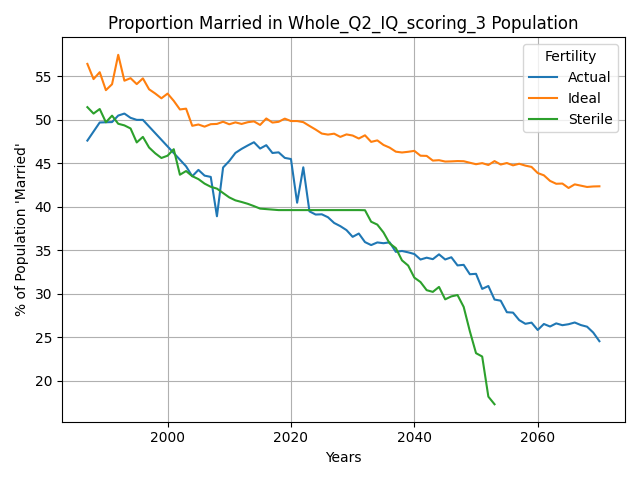 Proportion Married in Whole_Q2_IQ_scoring_3 Population
Fertility
Actual
Ideal
Sterile
% of Population 'Married'
55
50
45
40
35
30
25
20
2000
2020
2040
2060
Years